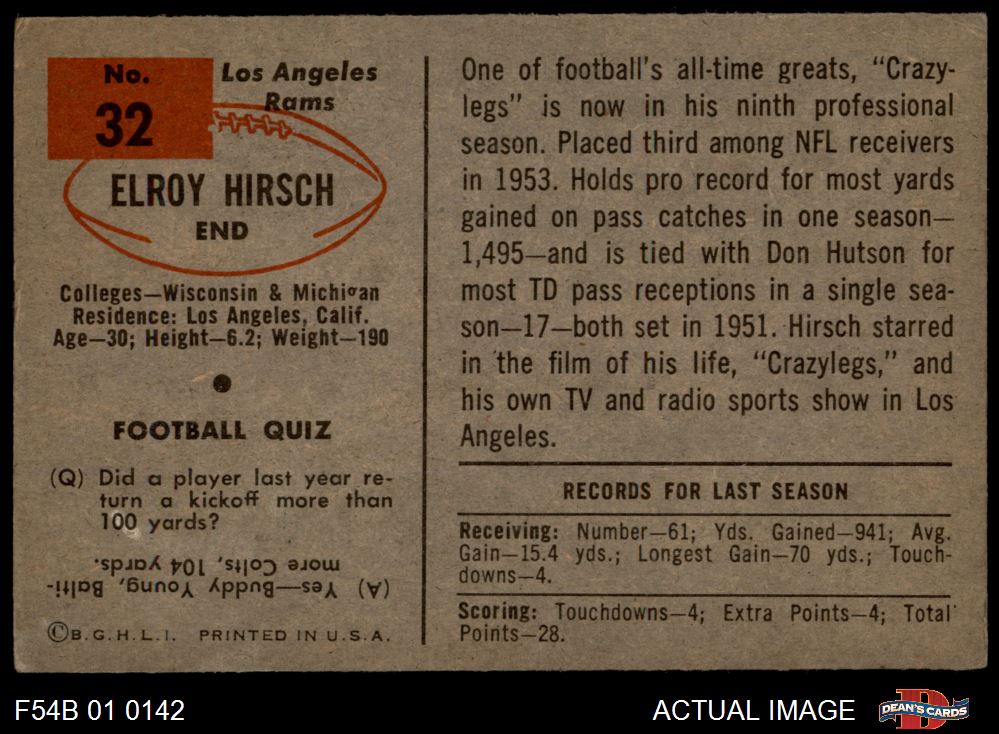 No.
32
Los Angeles
Rams
ELROY HIRSCH
END
Colleges—Wisconsin & Michigan
Residence: Los Angeles, Calif.
Age—30; Height—6.2; Weight—190
FOOTBALL QUIZ
(Q) Did a player last year re-
turn a kickoff more than
100 yards?
(A) Yes—Buddy Young, Balti-
more Colts, 104 yards.
©B.G.H.L.I. PRINTED IN U.S.A.
One of football's all-time greats, “Crazy-
legs” is now in his ninth professional
season. Placed third among NFL receivers
in 1953. Holds pro record for most yards
gained on pass catches in one season—
1,495—and is tied with Don Hutson for
most TD pass receptions in a single sea-
son—17—both set in 1951. Hirsch starred
in the film of his life, “Crazylegs,” and
his own TV and radio sports show in Los
Angeles.
RECORDS FOR LAST SEASON
Receiving: Number—61; Yds. Gained—941; Avg.
Gain—15.4 yds.; Longest Gain—70 yds.; Touch-
downs—4.
Scoring: Touchdowns—4; Extra Points—4; Total
Points—28.
F54B 01 0142
ACTUAL IMAGE
DEAN'S CARDS